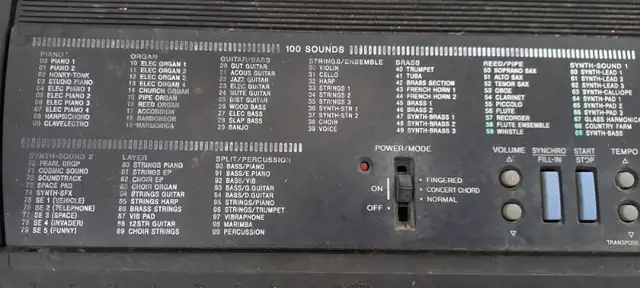 100 SOUNDS
PIANO
00 PIANO 1
01 PIANO 2
02 HONKY-TONK
03 STUDIO PIANO
04 ELEC PIANO 1
05 ELEC PIANO 2
06 ELEC PIANO 3
07 ELEC PIANO 4
08 HARPSICHORD
09 CLAVELECTRO
ORGAN
10 ELEC ORGAN 1
11 ELEC ORGAN 2
12 ELEC ORGAN 3
13 ELEC ORGAN 4
14 CHURCH ORGAN
15 PIPE ORGAN
16 REED ORGAN
17 ACCORDION
18 BANDONEON
19 HARMONICA
GUITAR/BASS
20 GUT GUITAR
21 ACOUS GUITAR
22 JAZZ GUITAR
23 ELEC GUITAR
24 MUTE GUITAR
25 DIST GUITAR
26 WOOD BASS
27 ELEC BASS
28 SLAP BASS
29 BANJO
STRINGS/ENSEMBLE
30 VIOLIN
31 CELLO
32 HARP
33 STRINGS 1
34 STRINGS 2
35 STRINGS 3
36 SYNTH-STR 1
37 SYNTH-STR 2
38 CHOIR
39 VOICE
BRASS
40 TRUMPET
41 TUBA
42 BRASS SECTION
43 FRENCH HORN 1
44 FRENCH HORN 2
45 BRASS 1
46 BRASS 2
47 SYNTH-BRASS 1
48 SYNTH-BRASS 2
49 SYNTH-BRASS 3
REED/PIPE
50 SOPRANO SAX
51 ALTO SAX
52 TENOR SAX
53 OBOE
54 CLARINET
55 PICCOLO
56 FLUTE
57 RECORDER
58 FLUTE ENSEMBLE
59 WHISTLE
SYNTH-SOUND 1
60 SYNTH-LEAD 1
61 SYNTH-LEAD 2
62 SYNTH-LEAD 3
63 SYNTH-CALLIOPE
64 SYNTH-PAD 1
65 SYNTH-PAD 2
66 SYNTH-PAD 3
67 GLASS HARMONICA
68 COUNTRY FARM
69 SYNTH-BASS
SYNTH-SOUND 2
70 PEARL DROP
71 COSMIC SOUND
72 SOUNDTRACK
73 SPACE PAD
74 SYNTH-SFX
75 SE 1 (VEHICLE)
76 SE 2 (TELEPHONE)
77 SE 3 (SPACE)
78 SE 4 (INVADER)
79 SE 5 (FUNNY)
LAYER
80 STRINGS PIANO
81 STRINGS EP
82 CHOIR EP
83 CHOIR ORGAN
84 STRINGS GUITAR
85 STRINGS HARP
86 BRASS STRINGS
87 VIB PAD
88 12STR GUITAR
89 CHOIR STRINGS
SPLIT/PERCUSSION
90 BASS/PIANO
91 BASS/E.PIANO
92 BASS/VIB
93 BASS/G.GUITAR
94 BASS/D.GUITAR
95 STRINGS/PIANO
96 STRINGS/TRUMPET
97 VIBRAPHONE
98 MARIMBA
99 PERCUSSION
POWER/MODE
FINGERED
ON
CONCERT CHORD
NORMAL
OFF
VOLUME
SYNCHRO
FILL-IN
START
STOP
TEMPO
TRANSPOSE